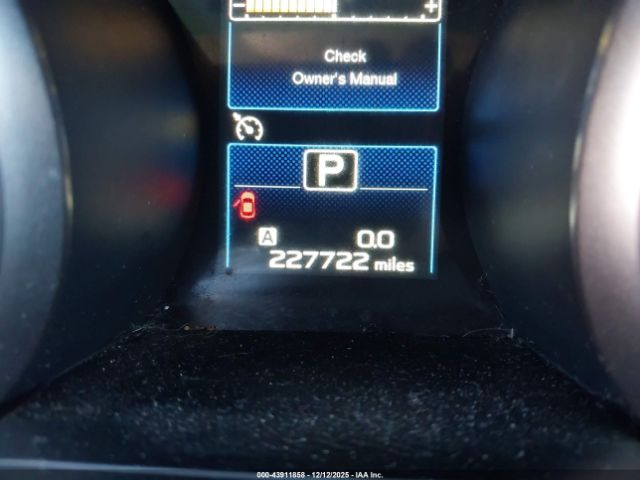 − +
Check
Owner's Manual
P
A 0.0
227722 miles
000-43911858 - 12/12/2025 - IAA Inc.